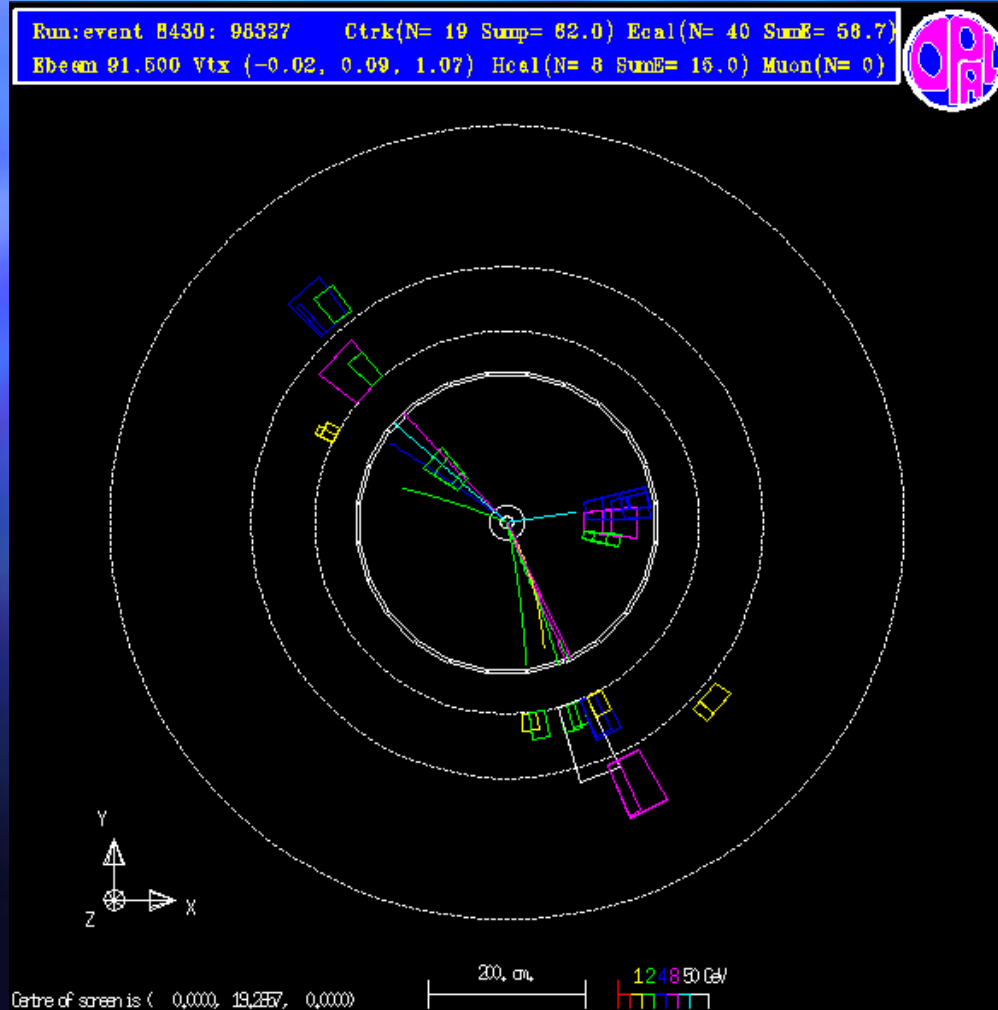 Run:event 8430: 98327 Ctrk(N= 19 Sump= 62.0) Ecal(N= 40 SumE= 56.7)
Ebeam 91.500 Vtx (-0.02, 0.09, 1.07) Hcal(N= 8 SumE= 15.0) Muon(N= 0)
OPAL
Y
X
Z
200. cm.
1 2 4 8 50 GeV
Centre of screen is ( 0.0000, 19.2857, 0.0000)